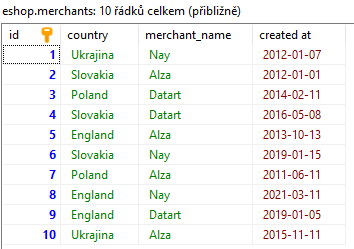 eshop.merchants: 10 řádků celkem (přibližně)
id country merchant_name created at
1 Ukrajina Nay 2012-01-07
2 Slovakia Alza 2012-01-01
3 Poland Datart 2014-02-11
4 Slovakia Datart 2016-05-08
5 England Alza 2013-10-13
6 Slovakia Nay 2019-01-15
7 Poland Alza 2011-06-11
8 England Nay 2021-03-11
9 England Datart 2019-01-05
10 Ukrajina Alza 2015-11-11